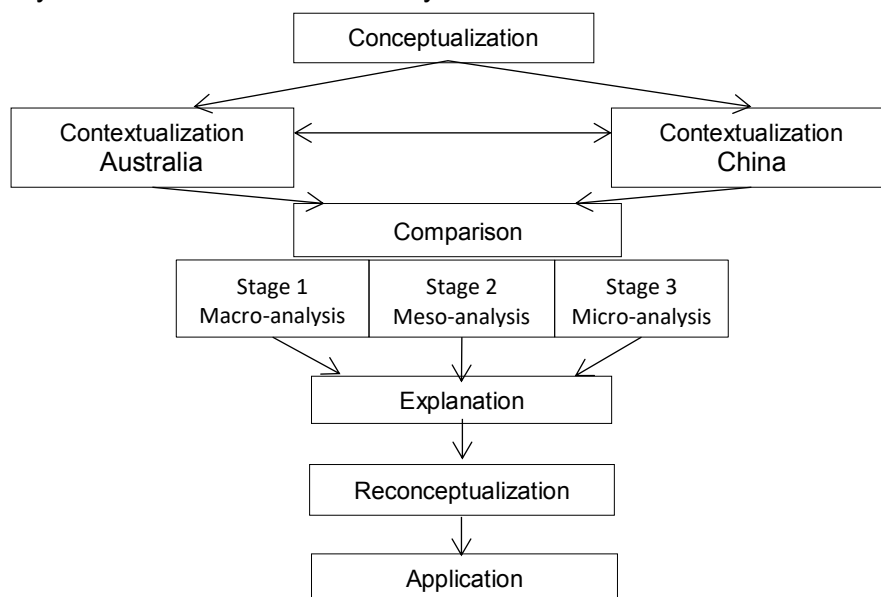 Conceptualization
Contextualization
Australia
Contextualization
China
Comparison
Stage 1
Macro-analysis
Stage 2
Meso-analysis
Stage 3
Micro-analysis
Explanation
Reconceptualization
Application